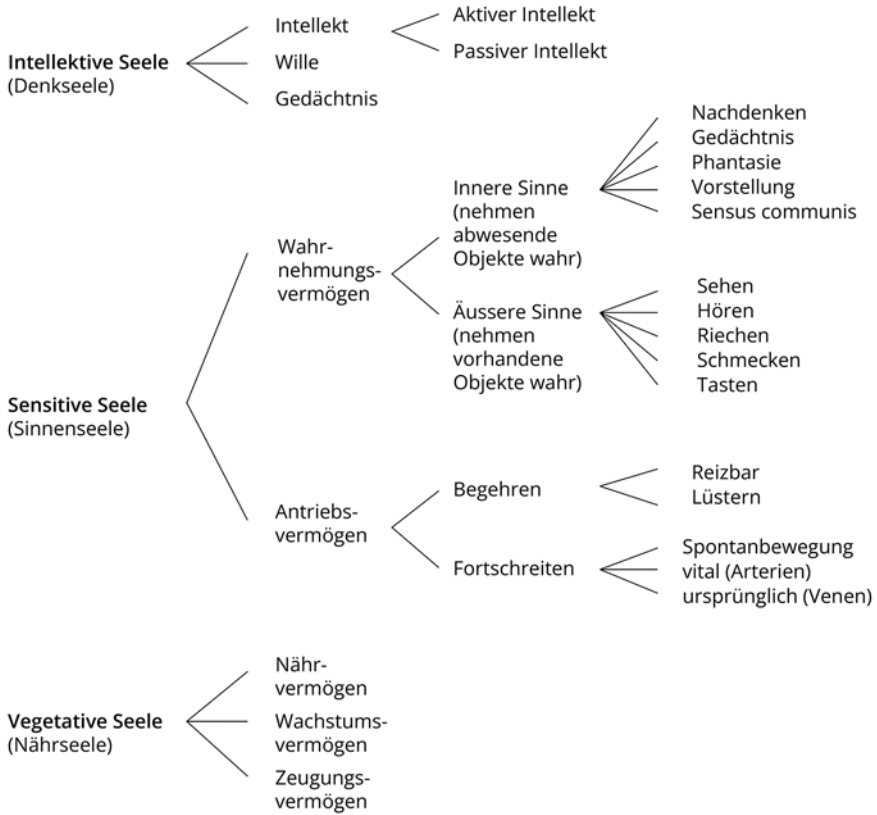 Intellektive Seele
(Denkseele)
Intellekt
Wille
Gedächtnis
Aktiver Intellekt
Passiver Intellekt
Sensitive Seele
(Sinnenseele)
Wahr-
nehmungs-
vermögen
Innere Sinne
(nehmen
abwesende
Objekte wahr)
Nachdenken
Gedächtnis
Phantasie
Vorstellung
Sensus communis
Äussere Sinne
(nehmen
vorhandene
Objekte wahr)
Sehen
Hören
Riechen
Schmecken
Tasten
Antriebs-
vermögen
Begehren
Reizbar
Lüstern
Fortschreiten
Spontanbewegung
vital (Arterien)
ursprünglich (Venen)
Vegetative Seele
(Nährseele)
Nähr-
vermögen
Wachstums-
vermögen
Zeugungs-
vermögen